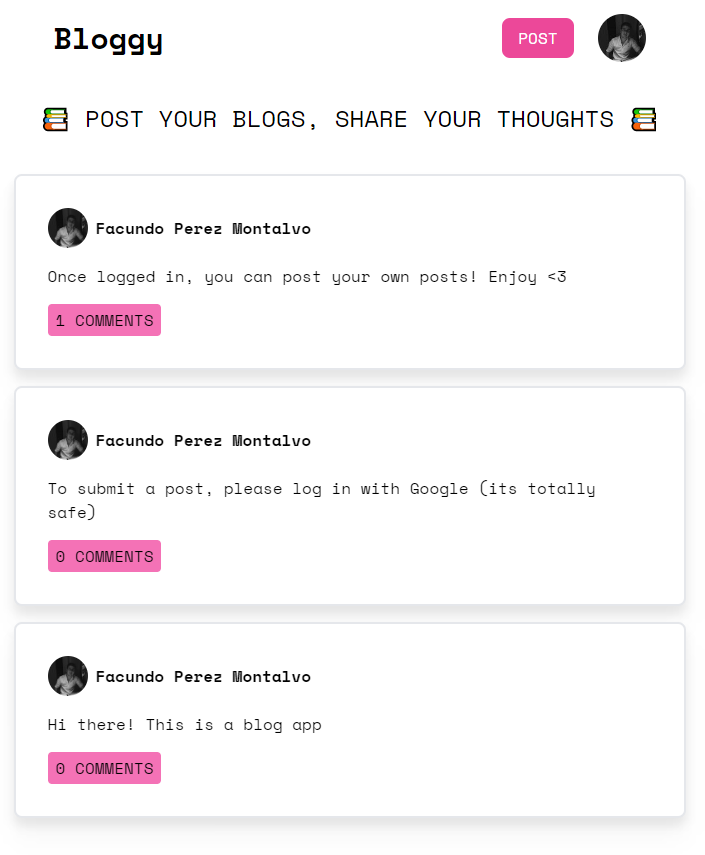 Bloggy
POST
📚 POST YOUR BLOGS, SHARE YOUR THOUGHTS 📚
Facundo Perez Montalvo
Once logged in, you can post your own posts! Enjoy <3
1 COMMENTS
Facundo Perez Montalvo
To submit a post, please log in with Google (its totally
safe)
0 COMMENTS
Facundo Perez Montalvo
Hi there! This is a blog app
0 COMMENTS